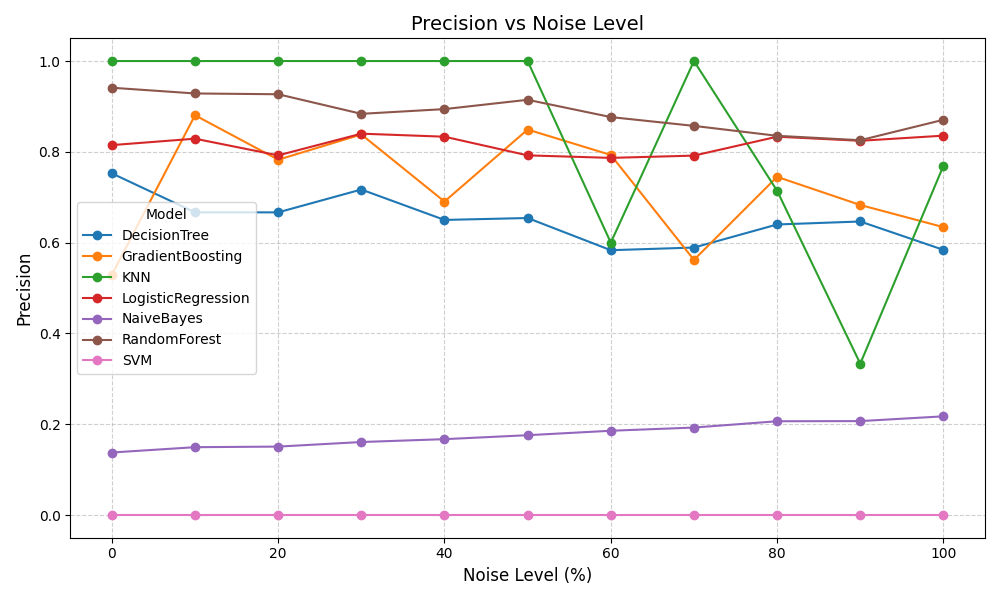 Precision vs Noise Level
1.0
0.8
0.6
0.4
0.2
0.0
Precision
Model
DecisionTree
GradientBoosting
KNN
LogisticRegression
NaiveBayes
RandomForest
SVM
0 20 40 60 80 100
Noise Level (%)